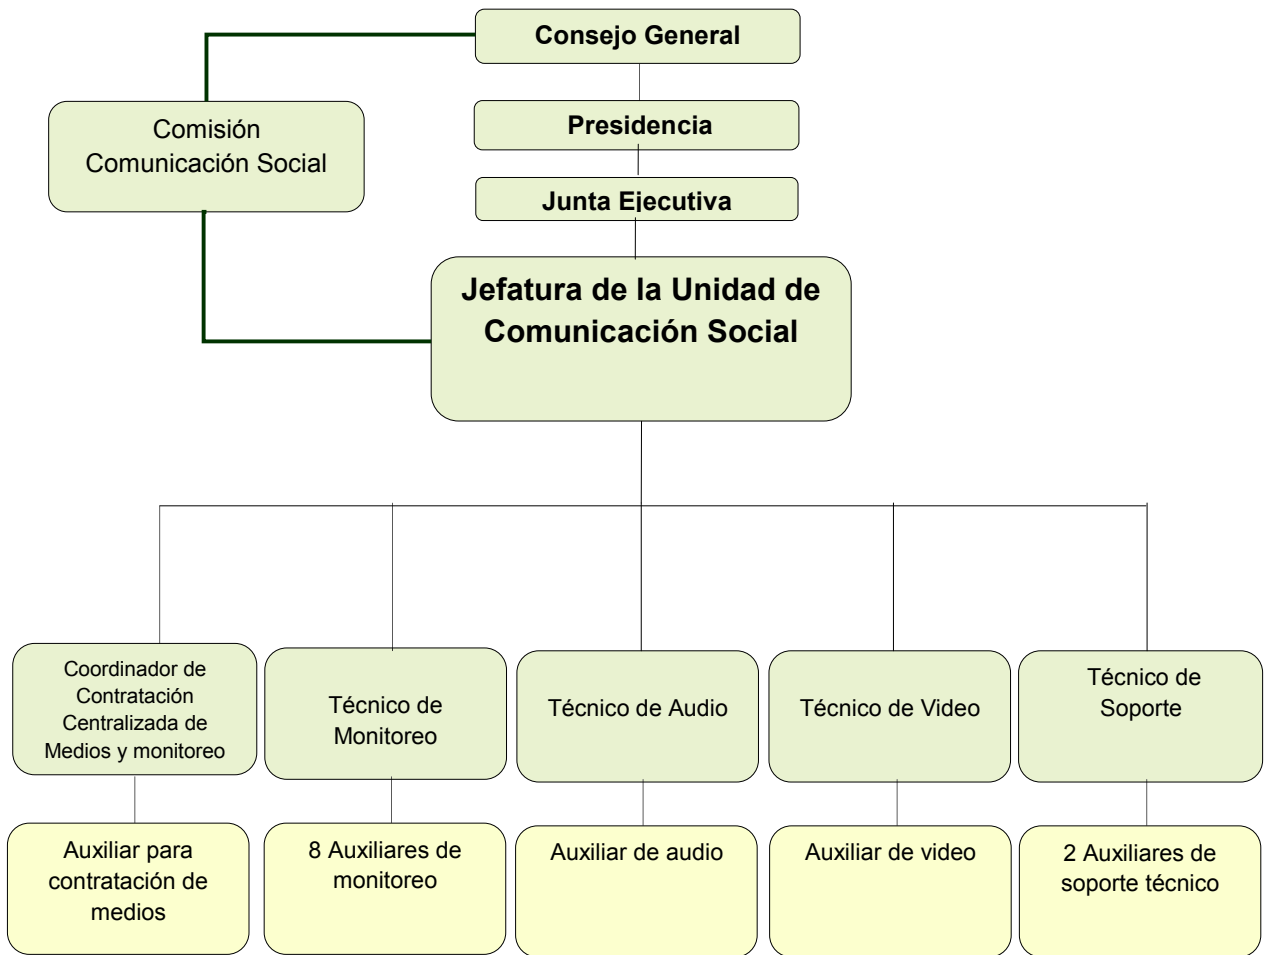 Consejo General
Comisión
Comunicación Social
Presidencia
Junta Ejecutiva
Jefatura de la Unidad de
Comunicación Social
Coordinador de
Contratación
Centralizada de
Medios y monitoreo
Técnico de
Monitoreo
Técnico de Audio
Técnico de Video
Técnico de
Soporte
Auxiliar para
contratación de
medios
8 Auxiliares de
monitoreo
Auxiliar de audio
Auxiliar de video
2 Auxiliares de
soporte técnico